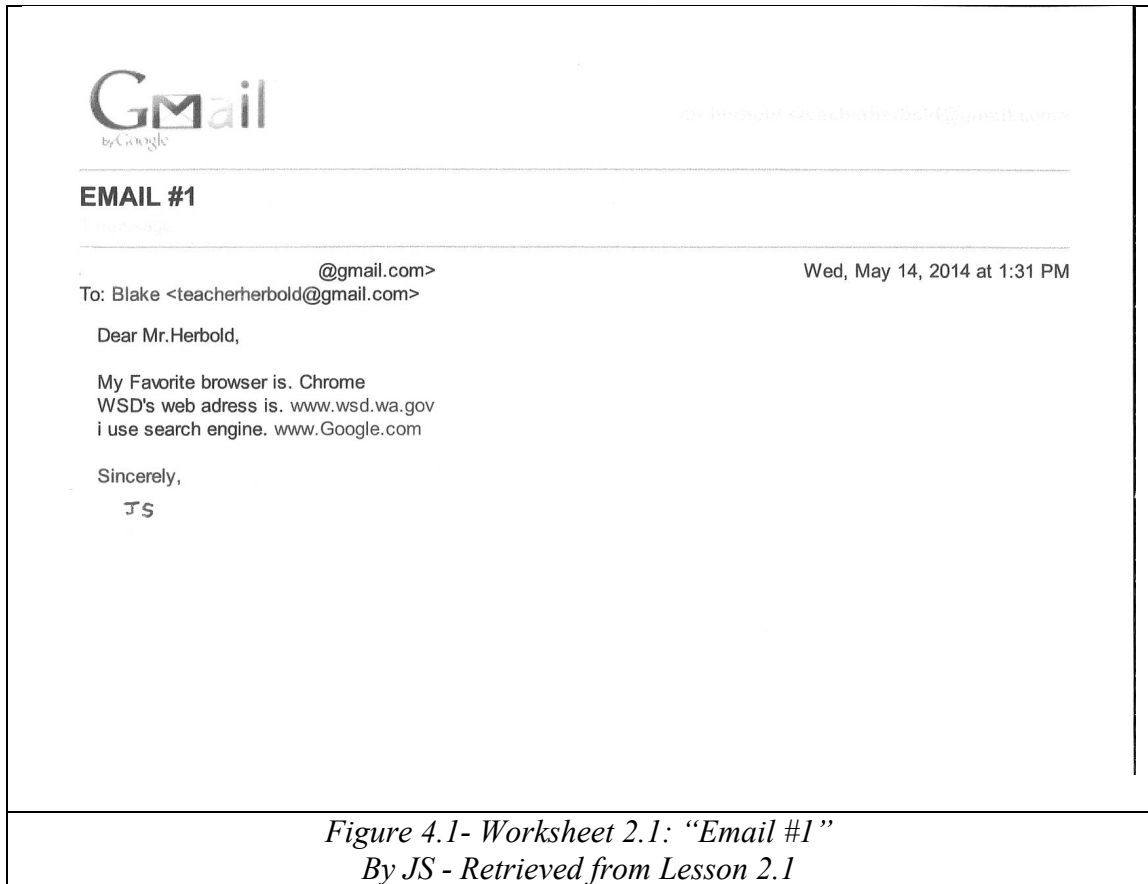 Gmail
by Google
EMAIL #1
@gmail.com>
Wed, May 14, 2014 at 1:31 PM
To: Blake <teacherherbold@gmail.com>
Dear Mr.Herbold,
My Favorite browser is. Chrome
WSD's web adress is. www.wsd.wa.gov
i use search engine. www.Google.com
Sincerely,
JS
Figure 4.1- Worksheet 2.1: “Email #1”
By JS - Retrieved from Lesson 2.1